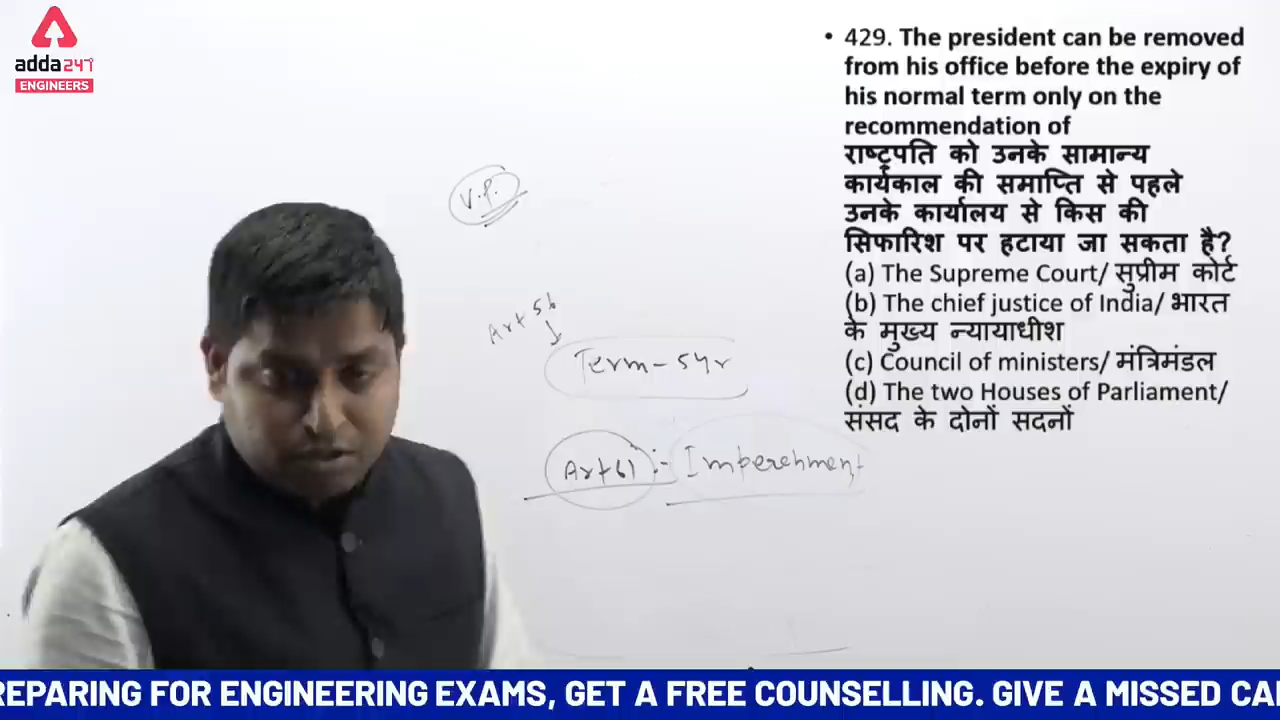 adda247
ENGINEERS
• 429. The president can be removed
from his office before the expiry of
his normal term only on the
recommendation of
राष्ट्रपति को उनके सामान्य
कार्यकाल की समाप्ति से पहले
उनके कार्यालय से किस की
सिफारिश पर हटाया जा सकता है?
(a) The Supreme Court/ सुप्रीम कोर्ट
(b) The chief justice of India/ भारत
के मुख्य न्यायाधीश
(c) Council of ministers/ मंत्रिमंडल
(d) The two Houses of Parliament/
संसद के दोनों सदनों
V.P.
Art 56
Term - 5yr
Art 61 :- Impechment
REPARING FOR ENGINEERING EXAMS, GET A FREE COUNSELLING. GIVE A MISSED CAL